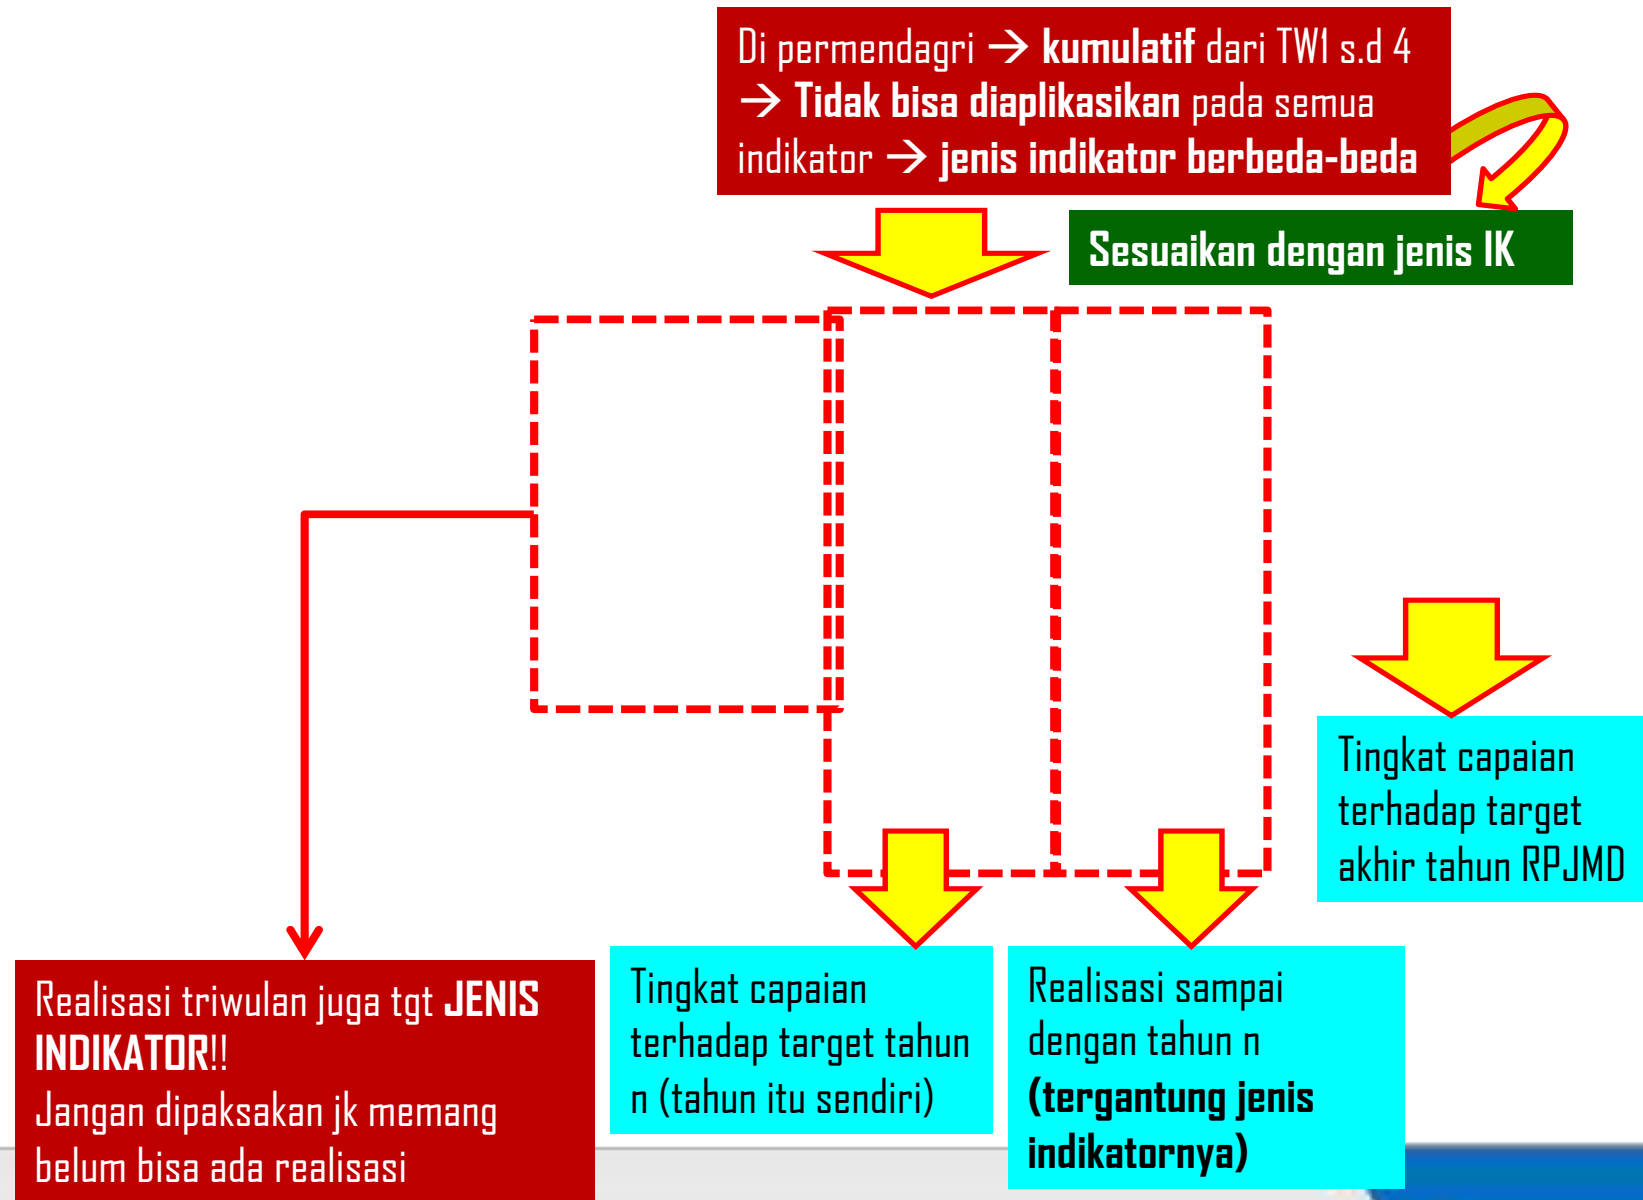 Di permendagri → kumulatif dari TW1 s.d 4
→ Tidak bisa diaplikasikan pada semua
indikator → jenis indikator berbeda-beda
Sesuaikan dengan jenis IK
Tingkat capaian
terhadap target
akhir tahun RPJMD
Realisasi triwulan juga tgt JENIS
INDIKATOR!!
Jangan dipaksakan jk memang
belum bisa ada realisasi
Tingkat capaian
terhadap target tahun
n (tahun itu sendiri)
Realisasi sampai
dengan tahun n
(tergantung jenis
indikatornya)